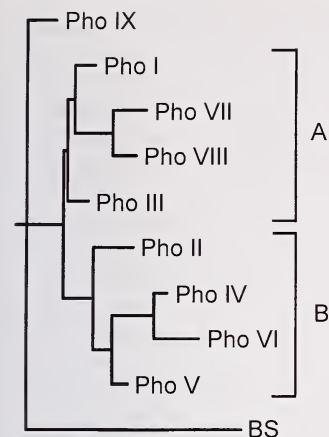 Pho IX
Pho I
Pho VII
A
Pho VIII
Pho III
Pho II
Pho IV
B
Pho VI
Pho V
BS